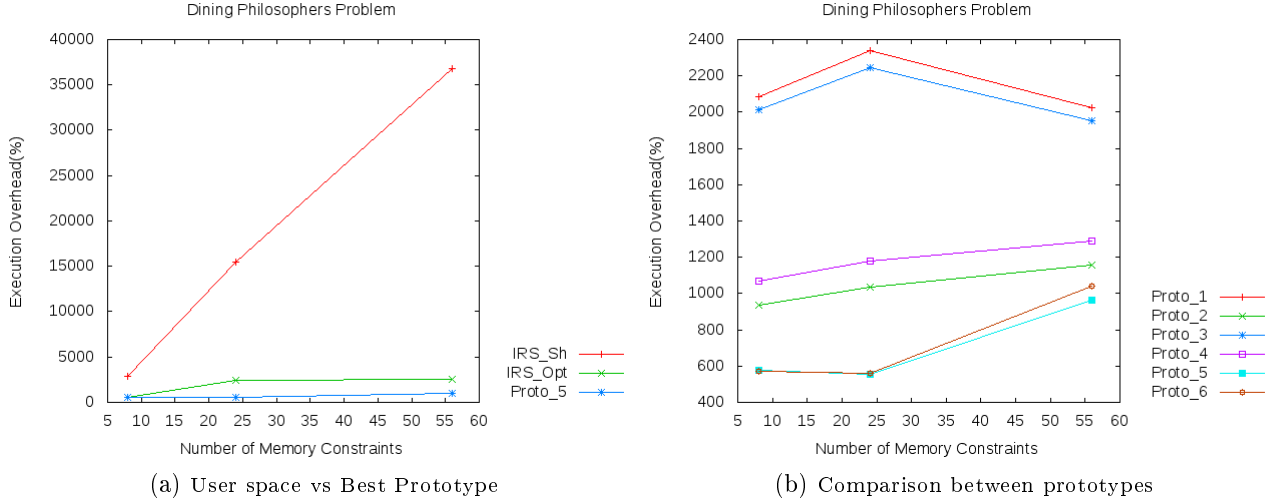 Dining Philosophers Problem
40000
35000
30000
25000
20000
15000
10000
5000
0
Execution Overhead(%)
5 10 15 20 25 30 35 40 45 50 55 60
Number of Memory Constraints
IRS_Sh
IRS_Opt
Proto_5
(a) User space vs Best Prototype
Dining Philosophers Problem
2400
2200
2000
1800
1600
1400
1200
1000
800
600
400
Execution Overhead(%)
5 10 15 20 25 30 35 40 45 50 55 60
Number of Memory Constraints
Proto_1
Proto_2
Proto_3
Proto_4
Proto_5
Proto_6
(b) Comparison between prototypes